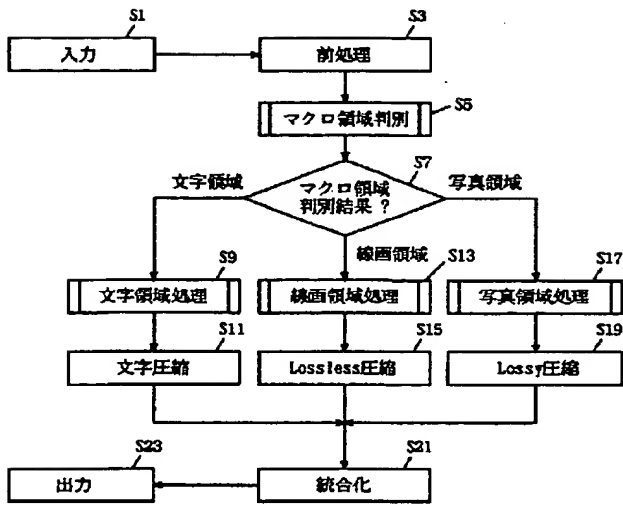 S1
S3
入力
前処理
S5
マクロ領域判別
S7
文字領域
マクロ領域
判別結果 ?
写真領域
線画領域
S9
S13
S17
文字領域処理
線画領域処理
写真領域処理
S11
S15
S19
文字圧縮
Lossless圧縮
Lossy圧縮
S23
S21
出力
統合化